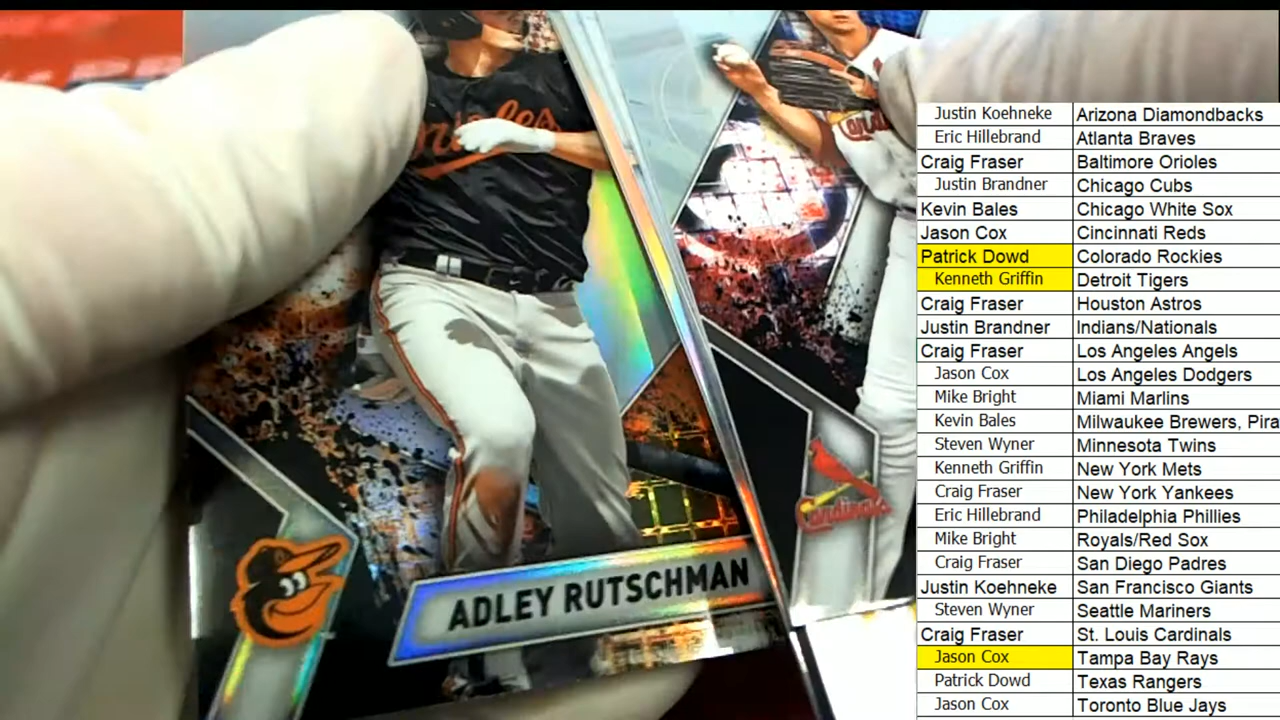 Orioles
Cardinals
ADLEY RUTSCHMAN
Justin Koehneke Arizona Diamondbacks
Eric Hillebrand Atlanta Braves
Craig Fraser Baltimore Orioles
Justin Brandner Chicago Cubs
Kevin Bales Chicago White Sox
Jason Cox Cincinnati Reds
Patrick Dowd Colorado Rockies
Kenneth Griffin Detroit Tigers
Craig Fraser Houston Astros
Justin Brandner Indians/Nationals
Craig Fraser Los Angeles Angels
Jason Cox Los Angeles Dodgers
Mike Bright Miami Marlins
Kevin Bales Milwaukee Brewers, Pira
Steven Wyner Minnesota Twins
Kenneth Griffin New York Mets
Craig Fraser New York Yankees
Eric Hillebrand Philadelphia Phillies
Mike Bright Royals/Red Sox
Craig Fraser San Diego Padres
Justin Koehneke San Francisco Giants
Steven Wyner Seattle Mariners
Craig Fraser St. Louis Cardinals
Jason Cox Tampa Bay Rays
Patrick Dowd Texas Rangers
Jason Cox Toronto Blue Jays